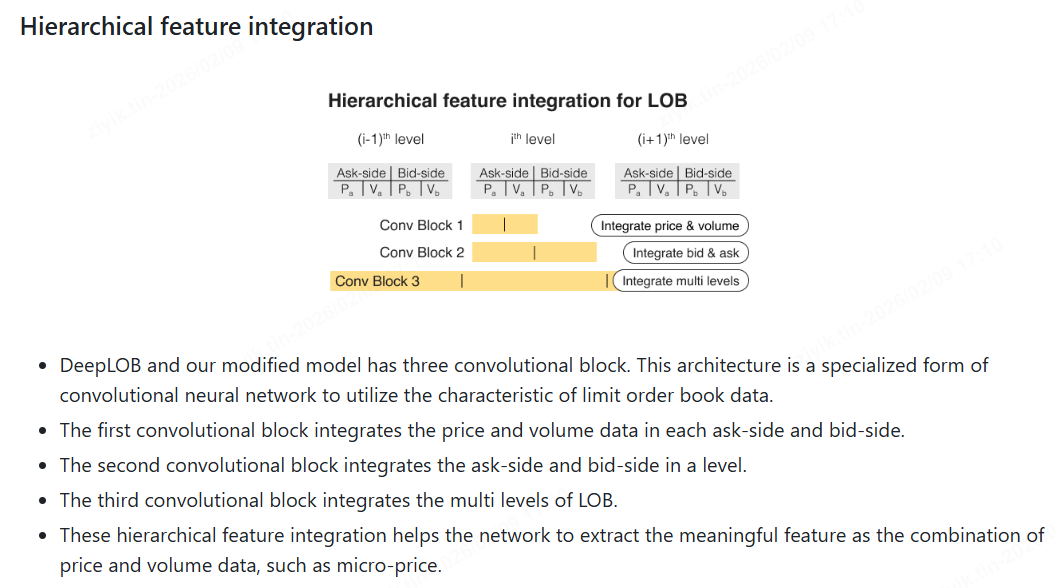 Hierarchical feature integration
Hierarchical feature integration for LOB
(i-1)th level
ith level
(i+1)th level
Ask-side | Bid-side
Ask-side | Bid-side
Ask-side | Bid-side
Pa | Va | Pb | Vb
Pa | Va | Pb | Vb
Pa | Va | Pb | Vb
Conv Block 1
Integrate price & volume
Conv Block 2
Integrate bid & ask
Conv Block 3
Integrate multi levels
• DeepLOB and our modified model has three convolutional block. This architecture is a specialized form of
convolutional neural network to utilize the characteristic of limit order book data.
• The first convolutional block integrates the price and volume data in each ask-side and bid-side.
• The second convolutional block integrates the ask-side and bid-side in a level.
• The third convolutional block integrates the multi levels of LOB.
• These hierarchical feature integration helps the network to extract the meaningful feature as the combination of
price and volume data, such as micro-price.